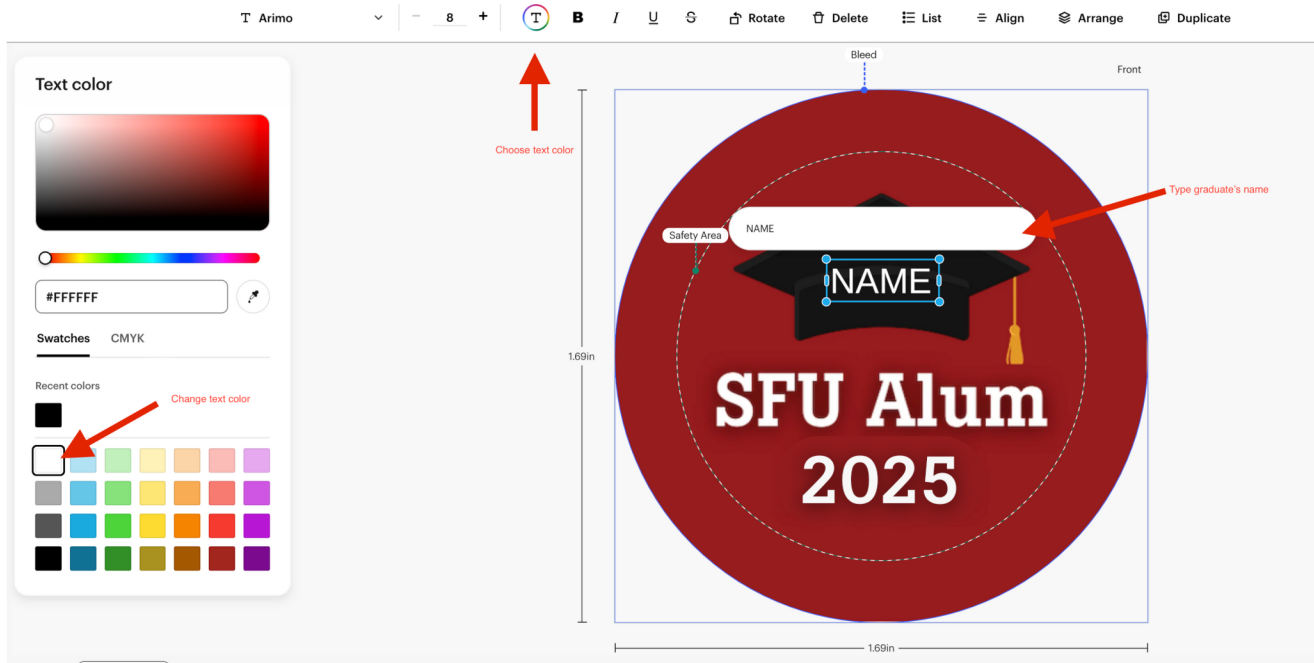 T Arimo
− 8 +
T
B I U S
Rotate
Delete
List
Align
Arrange
Duplicate
Text color
#FFFFFF
Swatches CMYK
Recent colors
Change text color
Choose text color
Bleed
Front
Type graduate's name
NAME
Safety Area
NAME
1.69in
SFU Alum
2025
1.69in